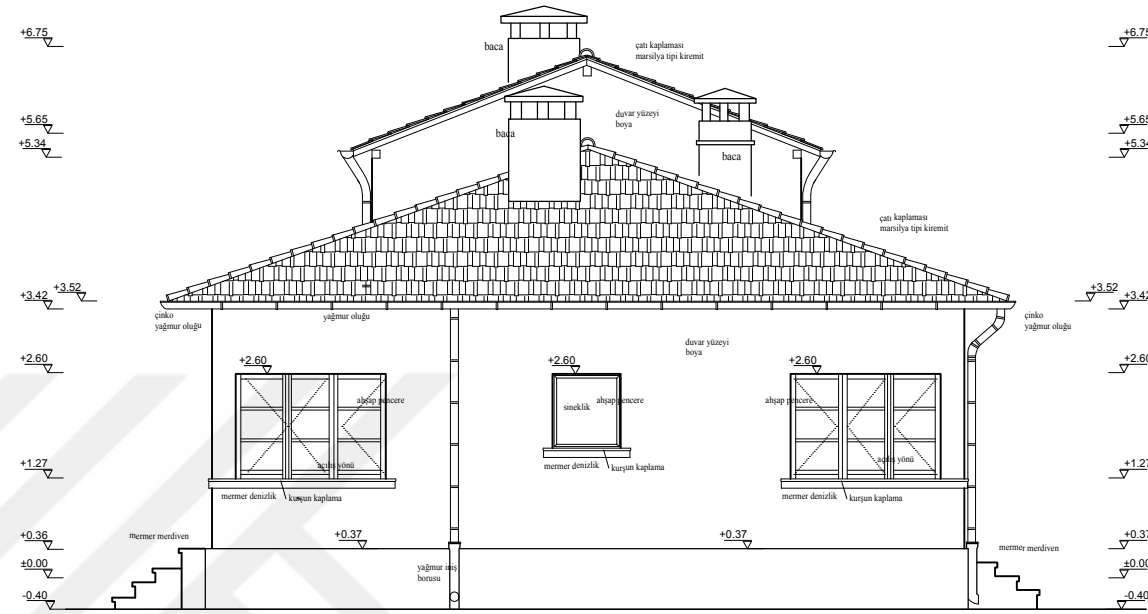 +6.75
+6.75
baca
çatı kaplaması
marsilya tipi kiremit
+5.65
+5.65
duvar yüzeyi
boya
baca
+5.34
+5.34
baca
çatı kaplaması
marsilya tipi kiremit
+3.52
+3.52
+3.42
+3.42
çinko
yağmur oluğu
yağmur oluğu
çinko
yağmur oluğu
duvar yüzeyi
boya
+2.60
+2.60
+2.60
+2.60
+2.60
ahşap pencere
sineklik
ahşap pencere
ahşap pencere
açılış yönü
açılış yönü
+1.27
+1.27
mermer denizlik
kurşun kaplama
mermer denizlik
kurşun kaplama
mermer denizlik
kurşun kaplama
+0.36
mermer merdiven
+0.37
+0.37
+0.37
mermer merdiven
±0.00
±0.00
yağmur iniş
borusu
-0.40
-0.40